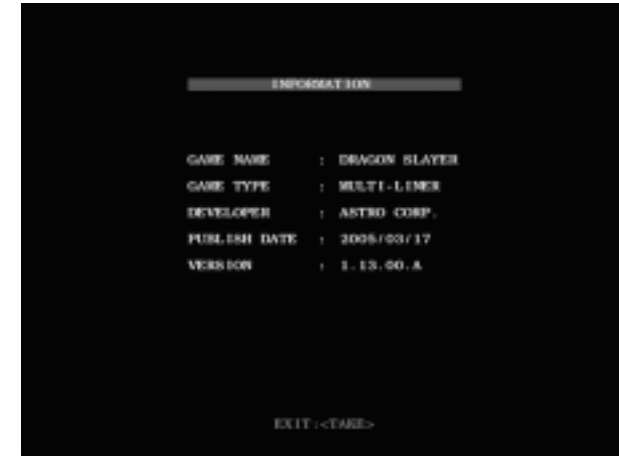 INFORMATION
GAME NAME : DRAGON SLAYER
GAME TYPE : MULTI-LINER
DEVELOPER : ASTRO CORP.
PUBLISH DATE : 2005/03/17
VERSION : 1.13.00.A
EXIT:<TAKE>